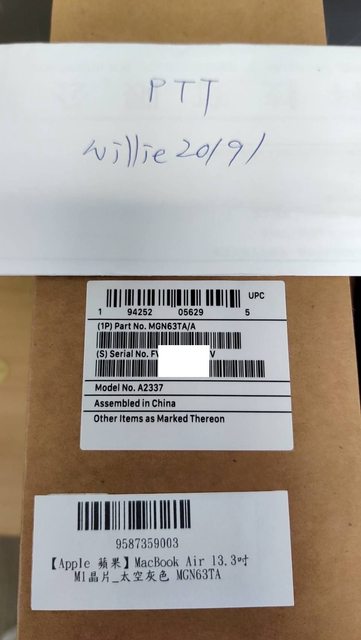 PTT
willie20191
UPC
1 94252 05629 5
(1P) Part No. MGN63TA/A
(S) Serial No. FV V
Model No. A2337
Assembled in China
Other Items as Marked Thereon
9587359003
【Apple 蘋果】MacBook Air 13.3吋
M1晶片_太空灰色 MGN63TA